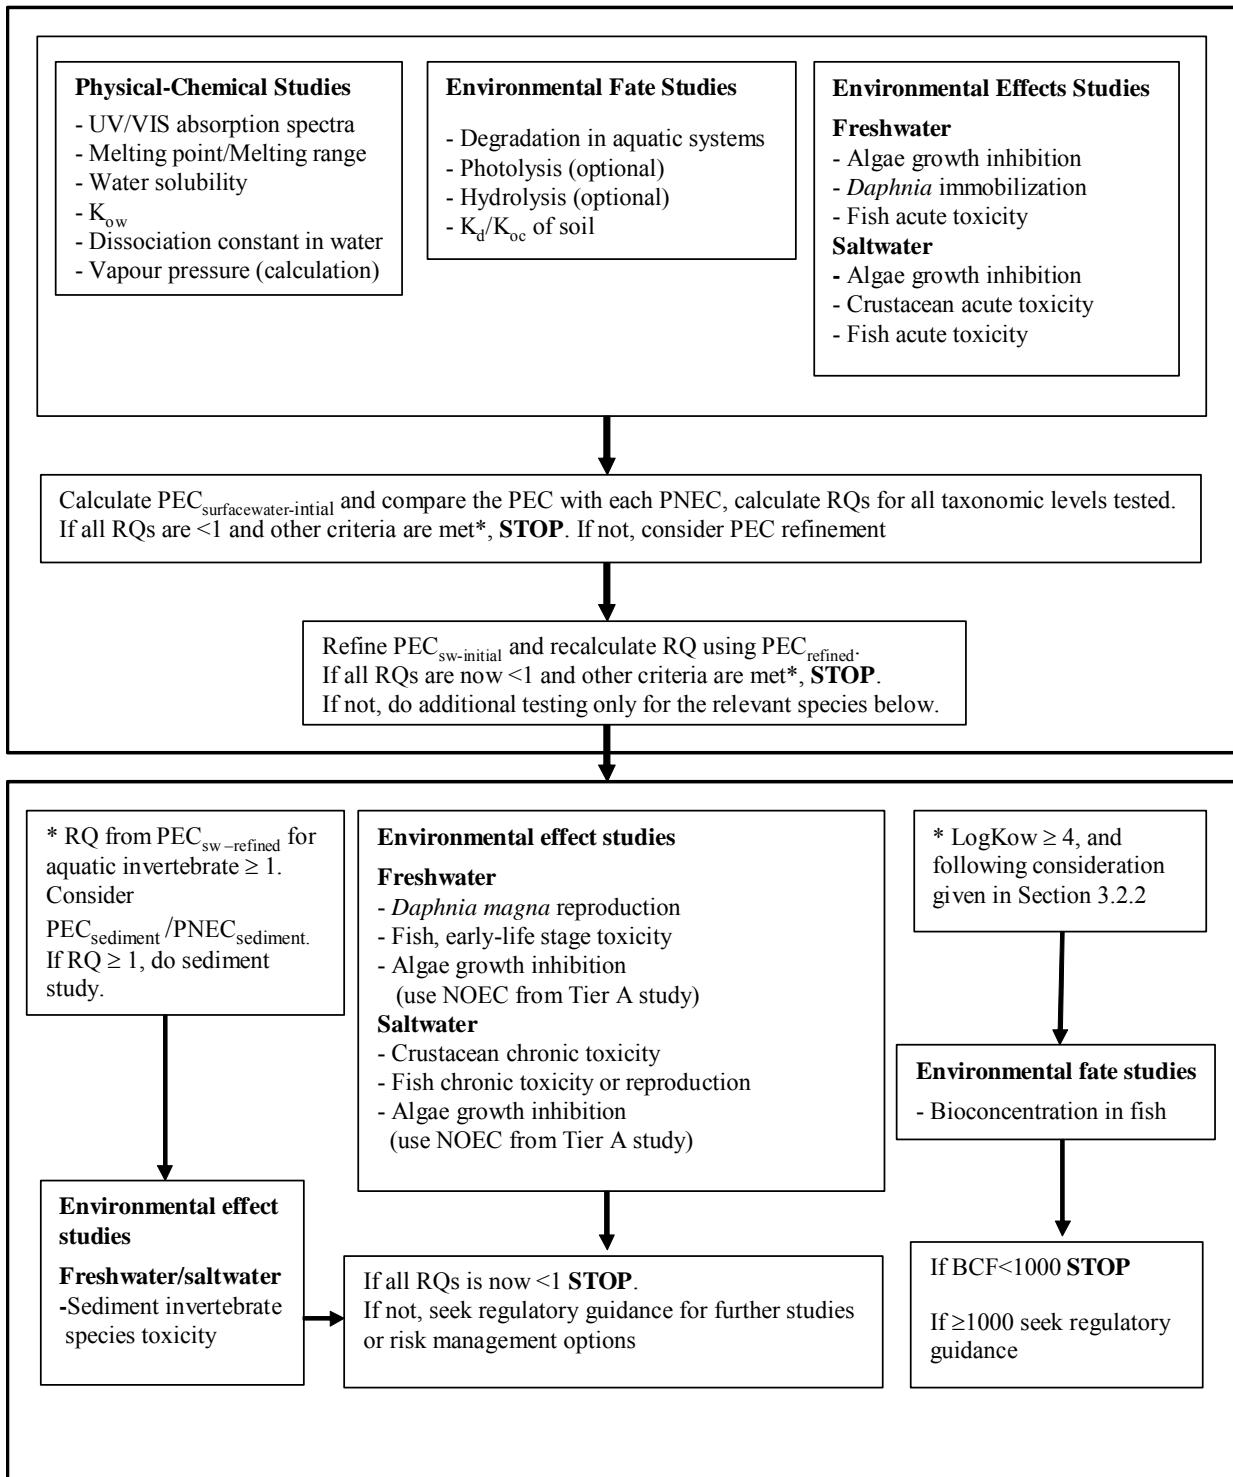 Physical-Chemical Studies
- UV/VIS absorption spectra
- Melting point/Melting range
- Water solubility
- Kow
- Dissociation constant in water
- Vapour pressure (calculation)
Environmental Fate Studies
- Degradation in aquatic systems
- Photolysis (optional)
- Hydrolysis (optional)
- Kd/Koc of soil
Environmental Effects Studies
Freshwater
- Algae growth inhibition
- Daphnia immobilization
- Fish acute toxicity
Saltwater
- Algae growth inhibition
- Crustacean acute toxicity
- Fish acute toxicity
Calculate PECsurfacewater-intial and compare the PEC with each PNEC, calculate RQs for all taxonomic levels tested.
If all RQs are <1 and other criteria are met*, STOP. If not, consider PEC refinement
Refine PECsw-initial and recalculate RQ using PECrefined.
If all RQs are now <1 and other criteria are met*, STOP.
If not, do additional testing only for the relevant species below.
* RQ from PECsw–refined for
aquatic invertebrate ≥ 1.
Consider
PECsediment /PNECsediment.
If RQ ≥ 1, do sediment
study.
Environmental effect studies
Freshwater
- Daphnia magna reproduction
- Fish, early-life stage toxicity
- Algae growth inhibition
(use NOEC from Tier A study)
Saltwater
- Crustacean chronic toxicity
- Fish chronic toxicity or reproduction
- Algae growth inhibition
(use NOEC from Tier A study)
* LogKow ≥ 4, and
following consideration
given in Section 3.2.2
Environmental fate studies
- Bioconcentration in fish
Environmental effect
studies
Freshwater/saltwater
-Sediment invertebrate
species toxicity
If all RQs is now <1 STOP.
If not, seek regulatory guidance for further studies
or risk management options
If BCF<1000 STOP
If ≥1000 seek regulatory
guidance